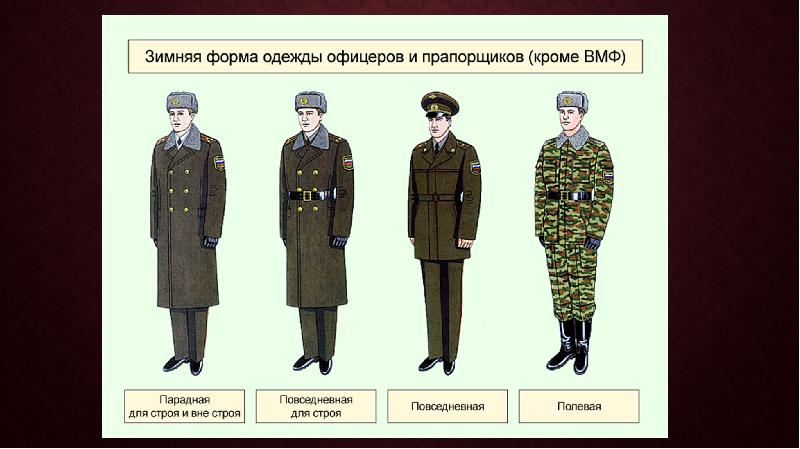 Зимняя форма одежды офицеров и прапорщиков (кроме ВМФ)
Парадная
для строя и вне строя
Повседневная
для строя
Повседневная
Полевая